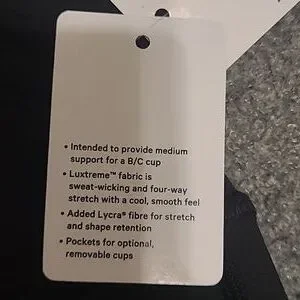 • Intended to provide medium
support for a B/C cup
• Luxtreme™ fabric is
sweat-wicking and four-way
stretch with a cool, smooth feel
• Added Lycra® fibre for stretch
and shape retention
• Pockets for optional,
removable cups